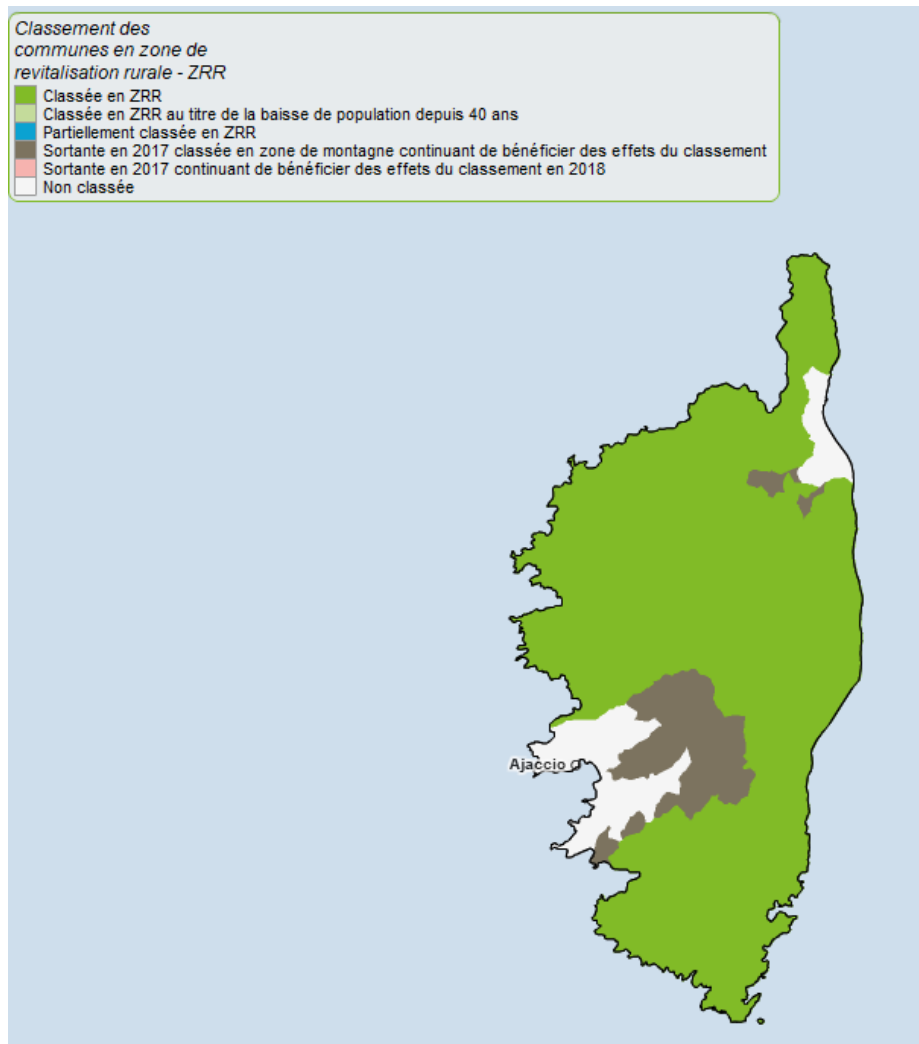 Classement des
communes en zone de
revitalisation rurale - ZRR
Classée en ZRR
Classée en ZRR au titre de la baisse de population depuis 40 ans
Partiellement classée en ZRR
Sortante en 2017 classée en zone de montagne continuant de bénéficier des effets du classement
Sortante en 2017 continuant de bénéficier des effets du classement en 2018
Non classée
Ajaccio